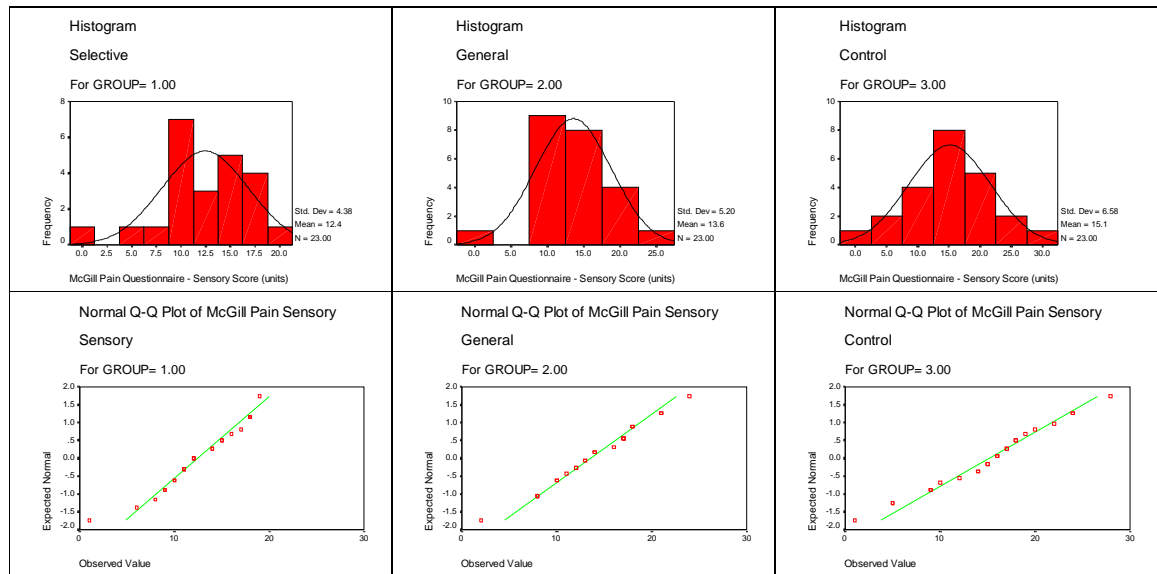 Histogram
Selective
For GROUP= 1.00
8
6
4
2
0
Frequency
0.0 2.5 5.0 7.5 10.0 12.5 15.0 17.5 20.0
Std. Dev = 4.38
Mean = 12.4
N = 23.00
McGill Pain Questionnaire - Sensory Score (units)
Histogram
General
For GROUP= 2.00
10
8
6
4
2
0
Frequency
0.0 5.0 10.0 15.0 20.0 25.0
Std. Dev = 5.20
Mean = 13.6
N = 23.00
McGill Pain Questionnaire - Sensory Score (units)
Histogram
Control
For GROUP= 3.00
10
8
6
4
2
0
Frequency
0.0 5.0 10.0 15.0 20.0 25.0 30.0
Std. Dev = 6.58
Mean = 15.1
N = 23.00
McGill Pain Questionnaire - Sensory Score (units)
Normal Q-Q Plot of McGill Pain Sensory
Sensory
For GROUP= 1.00
2.0
1.5
1.0
.5
0.0
-.5
-1.0
-1.5
-2.0
Expected Normal
0 10 20 30
Observed Value
Normal Q-Q Plot of McGill Pain Sensory
General
For GROUP= 2.00
2.0
1.5
1.0
.5
0.0
-.5
-1.0
-1.5
-2.0
Expected Normal
0 10 20 30
Observed Value
Normal Q-Q Plot of McGill Pain Sensory
Control
For GROUP= 3.00
2.0
1.5
1.0
.5
0.0
-.5
-1.0
-1.5
-2.0
Expected Normal
0 10 20 30
Observed Value